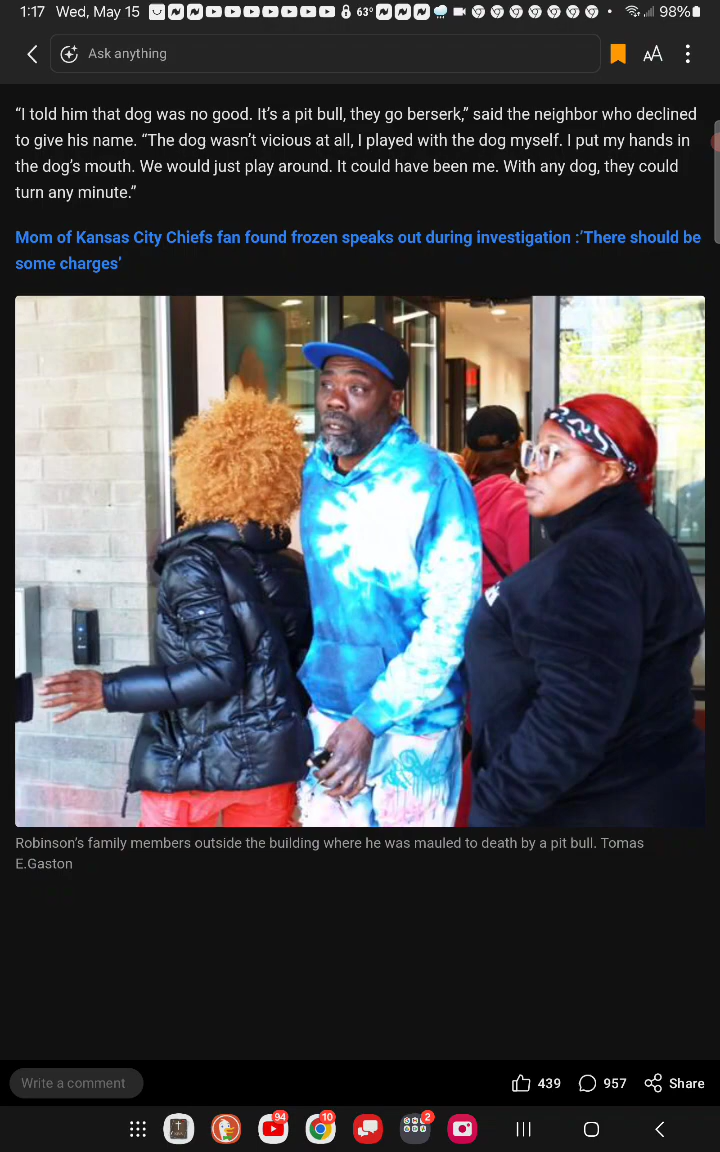 1:17 Wed, May 15 63° 98%
Ask anything AA
“I told him that dog was no good. It’s a pit bull, they go berserk,” said the neighbor who declined
to give his name. “The dog wasn’t vicious at all, I played with the dog myself. I put my hands in
the dog’s mouth. We would just play around. It could have been me. With any dog, they could
turn any minute.”
Mom of Kansas City Chiefs fan found frozen speaks out during investigation :‘There should be
some charges’
Robinson’s family members outside the building where he was mauled to death by a pit bull. Tomas
E.Gaston
Write a comment 439 957 Share
94 10 2